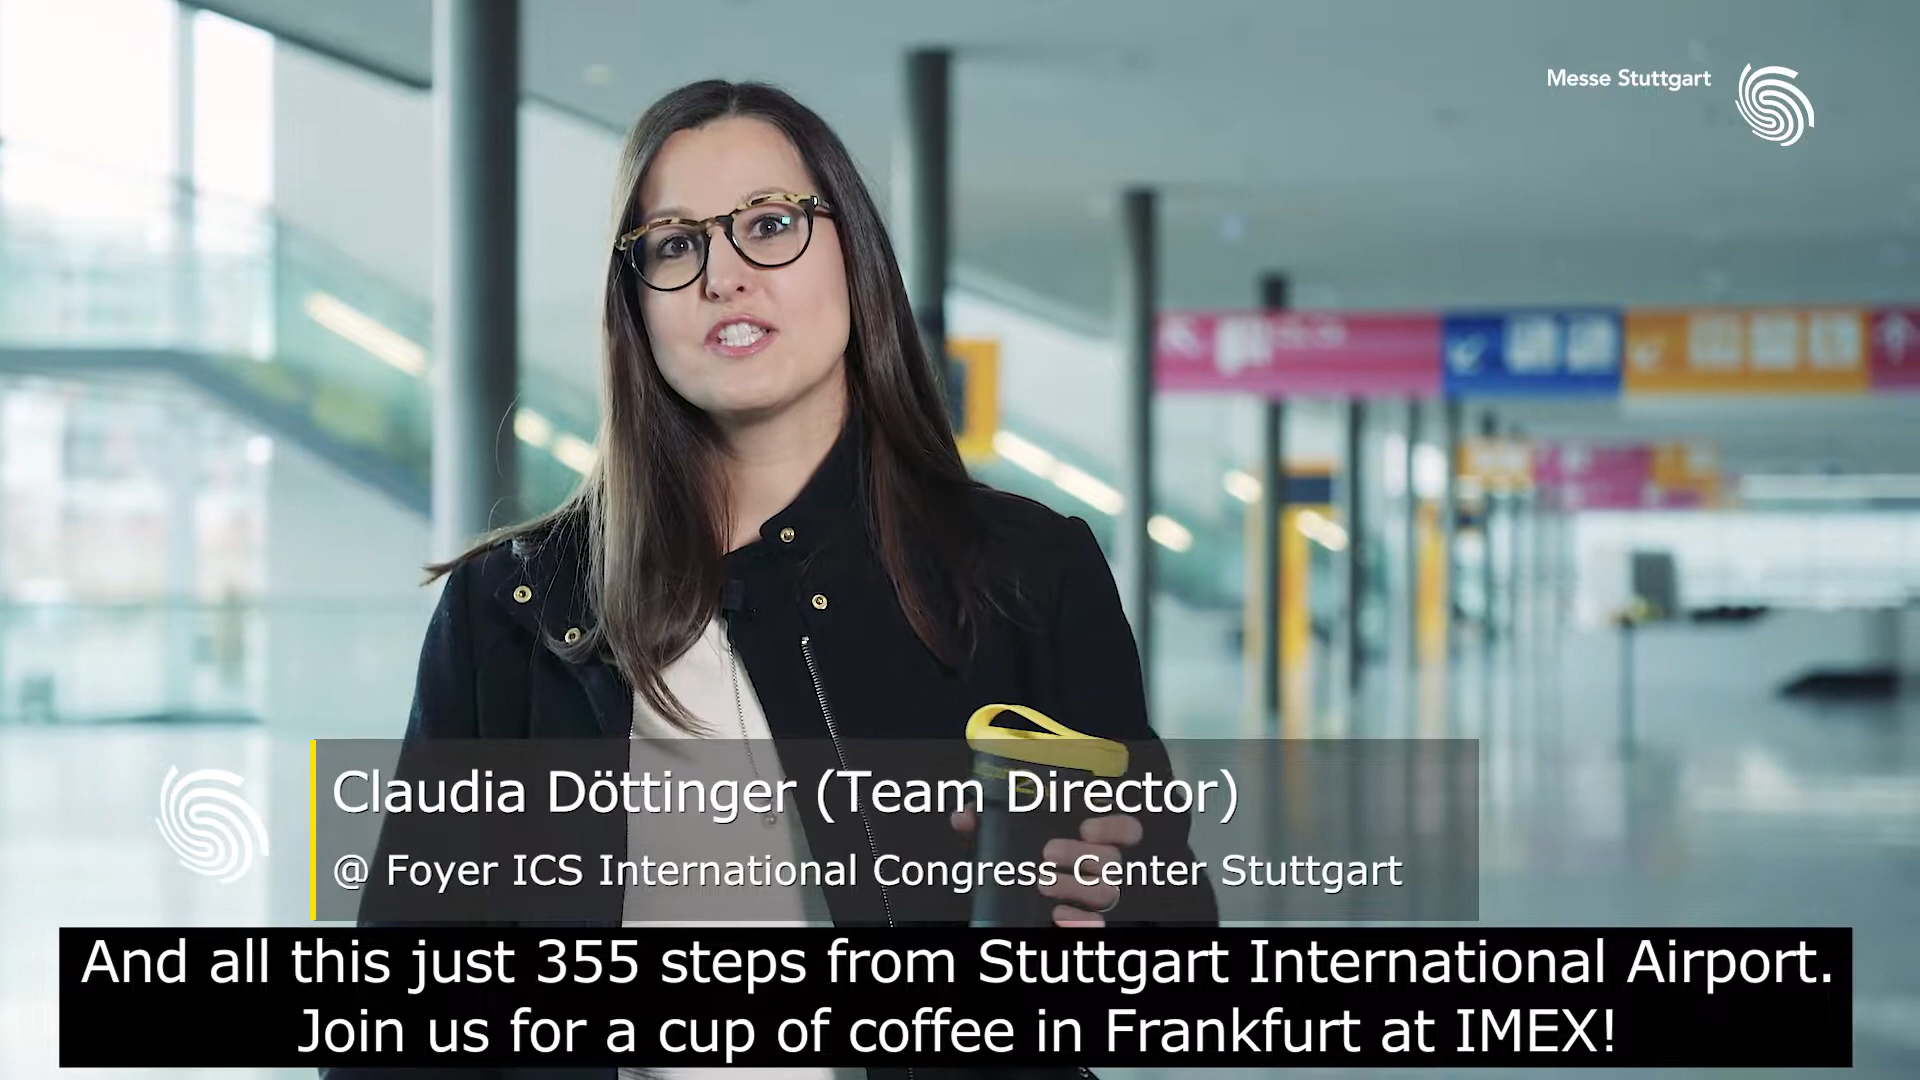 Messe Stuttgart
Claudia Döttinger (Team Director)
@ Foyer ICS International Congress Center Stuttgart
And all this just 355 steps from Stuttgart International Airport.
Join us for a cup of coffee in Frankfurt at IMEX!